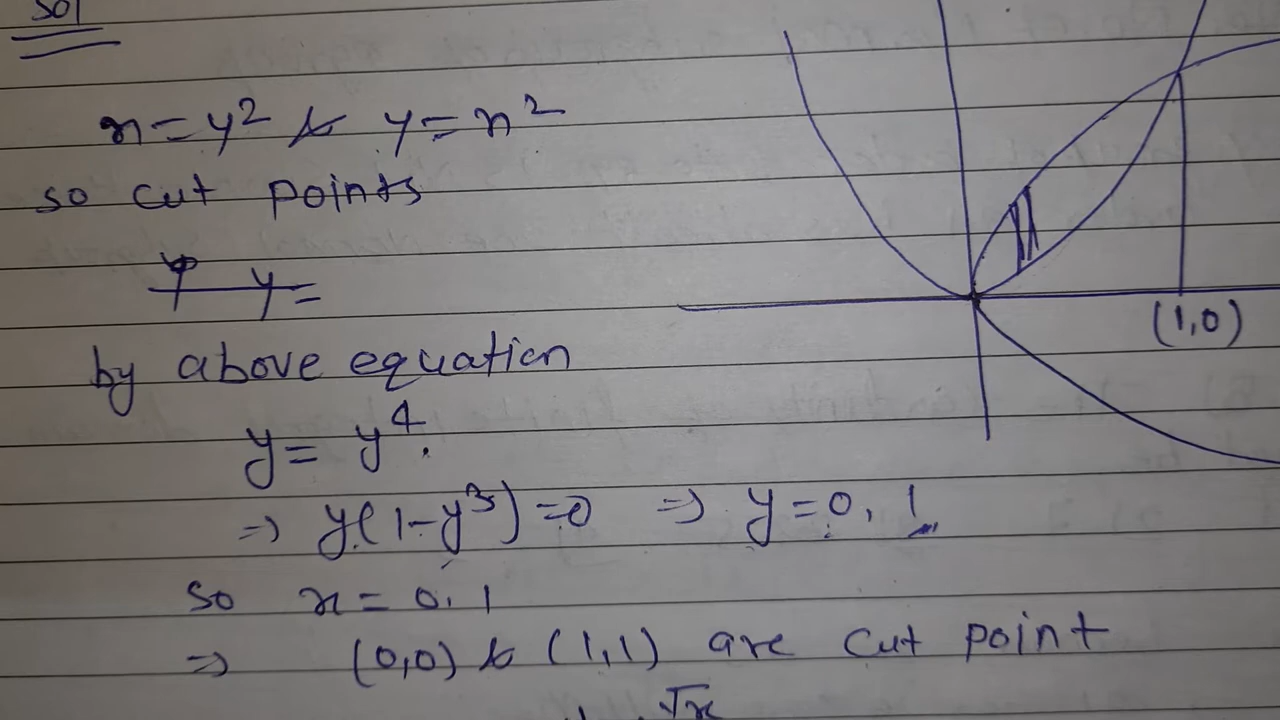 Sol
x = y² & y = x²
so cut points
y =
by above equation
y = y⁴.
⇒ y(1-y³) = 0 ⇒ y = 0, 1
so x = 0, 1
⇒ (0,0) & (1,1) are cut point
√x
(1,0)